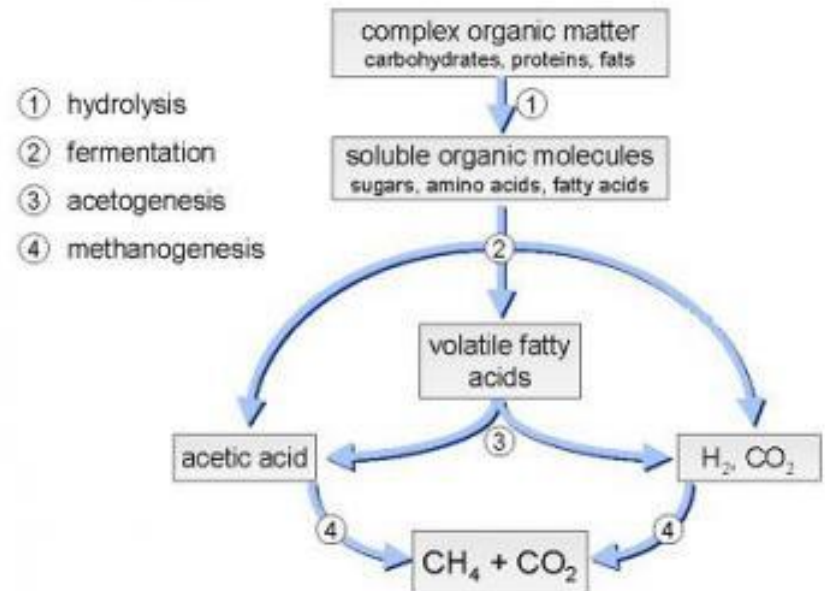 complex organic matter
carbohydrates, proteins, fats
① hydrolysis
② fermentation
③ acetogenesis
④ methanogenesis
①
soluble organic molecules
sugars, amino acids, fatty acids
②
volatile fatty
acids
acetic acid
③
H₂, CO₂
④
④
CH₄ + CO₂